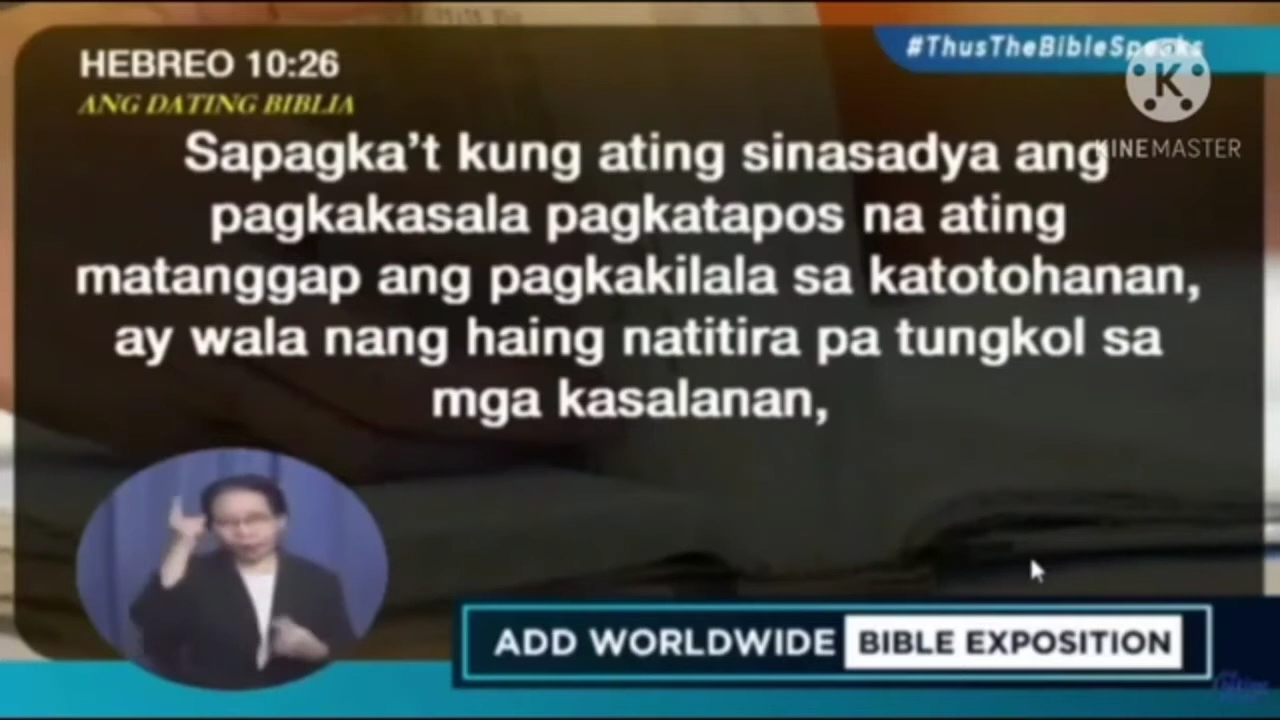 HEBREO 10:26
ANG DATING BIBLIA
#ThusTheBibleSpeaks
K
KINEMASTER
Sapagka't kung ating sinasadya ang
pagkakasala pagkatapos na ating
matanggap ang pagkakilala sa katotohanan,
ay wala nang haing natitira pa tungkol sa
mga kasalanan,
ADD WORLDWIDE BIBLE EXPOSITION